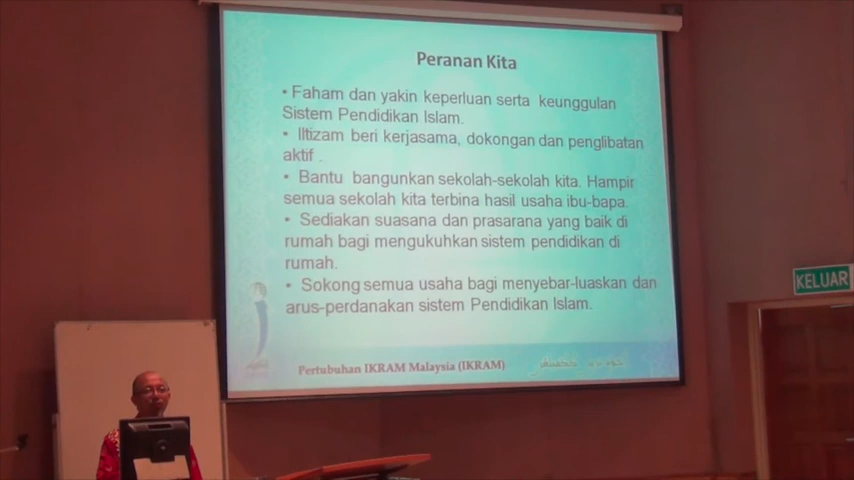 Peranan Kita
• Faham dan yakin keperluan serta keunggulan
Sistem Pendidikan Islam.
• Iltizam beri kerjasama, dokongan dan penglibatan
aktif .
• Bantu bangunkan sekolah-sekolah kita. Hampir
semua sekolah kita terbina hasil usaha ibu-bapa.
• Sediakan suasana dan prasarana yang baik di
rumah bagi mengukuhkan sistem pendidikan di
rumah.
• Sokong semua usaha bagi menyebar-luaskan dan
arus-perdanakan sistem Pendidikan Islam.
Pertubuhan IKRAM Malaysia (IKRAM)
KELUAR